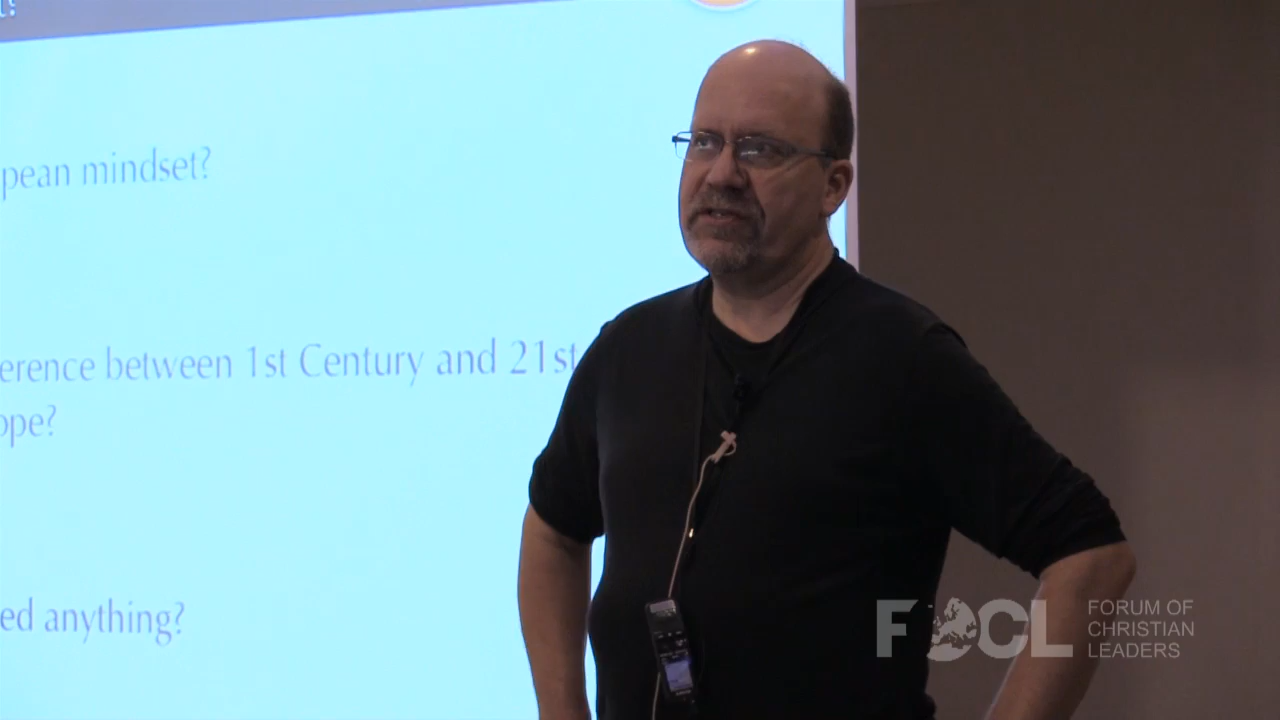 pean mindset?
erence between 1st Century and 21st
ope?
ed anything?
FOCL
FORUM OF
CHRISTIAN
LEADERS